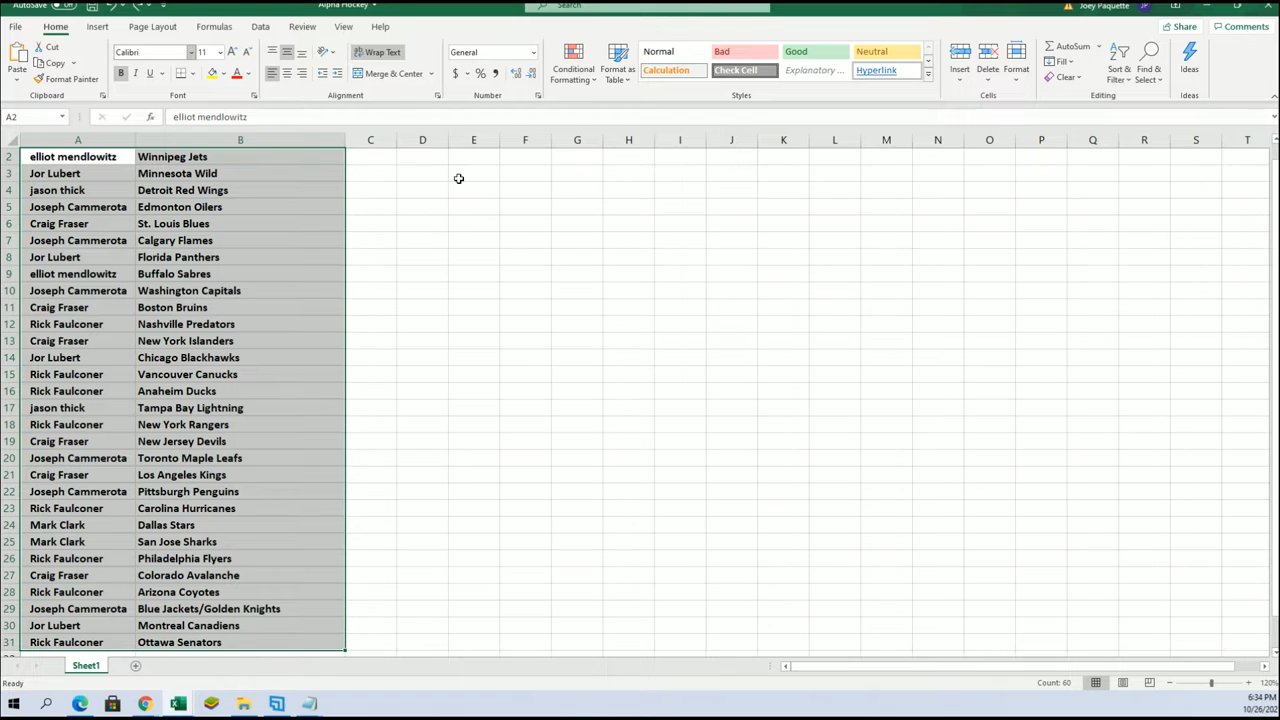 AutoSave Off Alpha Hockey Search Joey Paquette
File Home Insert Page Layout Formulas Data Review View Help Share Comments
Paste Cut Copy Format Painter Clipboard
Calibri 11 A A B I U A Font
Wrap Text Merge & Center Alignment
General $ % Number
Conditional Formatting Format as Table
Normal Bad Good Neutral
Calculation Check Cell Explanatory ... Hyperlink
Styles
Insert Delete Format Cells
AutoSum Fill Clear Sort & Filter Find & Select Editing
Ideas Ideas
A2 fx elliot mendlowitz
A B C D E F G H I J K L M N O P Q R S T
2 elliot mendlowitz Winnipeg Jets
3 Jor Lubert Minnesota Wild
4 jason thick Detroit Red Wings
5 Joseph Cammerota Edmonton Oilers
6 Craig Fraser St. Louis Blues
7 Joseph Cammerota Calgary Flames
8 Jor Lubert Florida Panthers
9 elliot mendlowitz Buffalo Sabres
10 Joseph Cammerota Washington Capitals
11 Craig Fraser Boston Bruins
12 Rick Faulconer Nashville Predators
13 Craig Fraser New York Islanders
14 Jor Lubert Chicago Blackhawks
15 Rick Faulconer Vancouver Canucks
16 Rick Faulconer Anaheim Ducks
17 jason thick Tampa Bay Lightning
18 Rick Faulconer New York Rangers
19 Craig Fraser New Jersey Devils
20 Joseph Cammerota Toronto Maple Leafs
21 Craig Fraser Los Angeles Kings
22 Joseph Cammerota Pittsburgh Penguins
23 Rick Faulconer Carolina Hurricanes
24 Mark Clark Dallas Stars
25 Mark Clark San Jose Sharks
26 Rick Faulconer Philadelphia Flyers
27 Craig Fraser Colorado Avalanche
28 Rick Faulconer Arizona Coyotes
29 Joseph Cammerota Blue Jackets/Golden Knights
30 Jor Lubert Montreal Canadiens
31 Rick Faulconer Ottawa Senators
Sheet1
Ready Count: 60 120%
6:34 PM
10/26/202